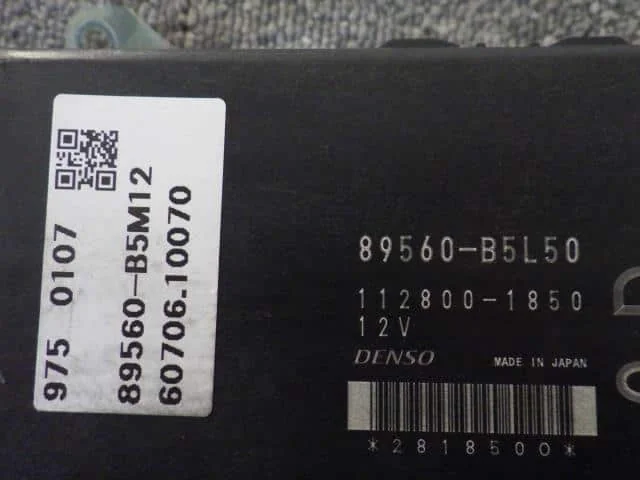 975 0107
89560-B5M12
60706.10070
89560-B5L50
112800-1850
12V
DENSO MADE IN JAPAN
*2818500*